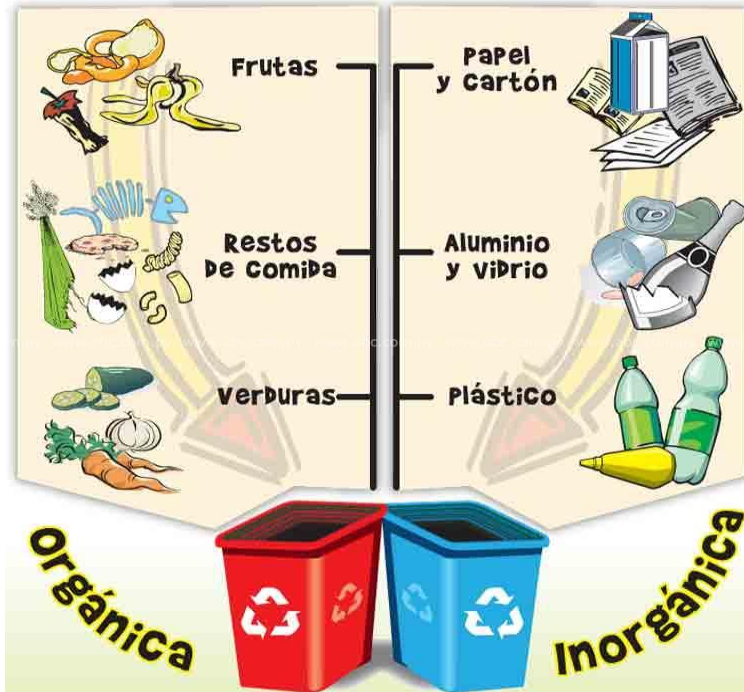 Frutas
Restos
de comida
Verduras
Papel
y cartón
Aluminio
y vidrio
Plástico
Orgánica
Inorgánica